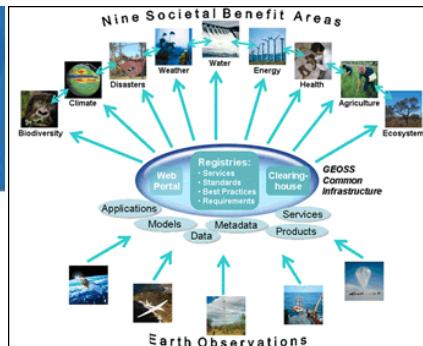 Nine Societal Benefit Areas
Water
Weather
Energy
Disasters
Health
Climate
Agriculture
Biodiversity
Ecosystem
Web
Portal
Registries:
• Services
• Standards
• Best Practices
• Requirements
Clearing-
house
GEOSS
Common
Infrastructure
Applications
Models
Data
Metadata
Services
Products
Earth Observations